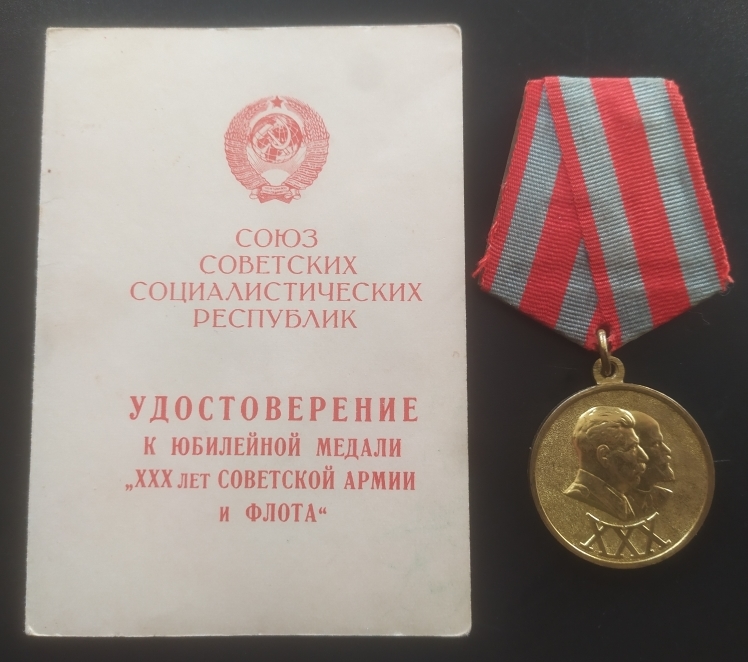 СОЮЗ
СОВЕТСКИХ
СОЦИАЛИСТИЧЕСКИХ
РЕСПУБЛИК
УДОСТОВЕРЕНИЕ
К ЮБИЛЕЙНОЙ МЕДАЛИ
„XXX ЛЕТ СОВЕТСКОЙ АРМИИ
И ФЛОТА“
XXX